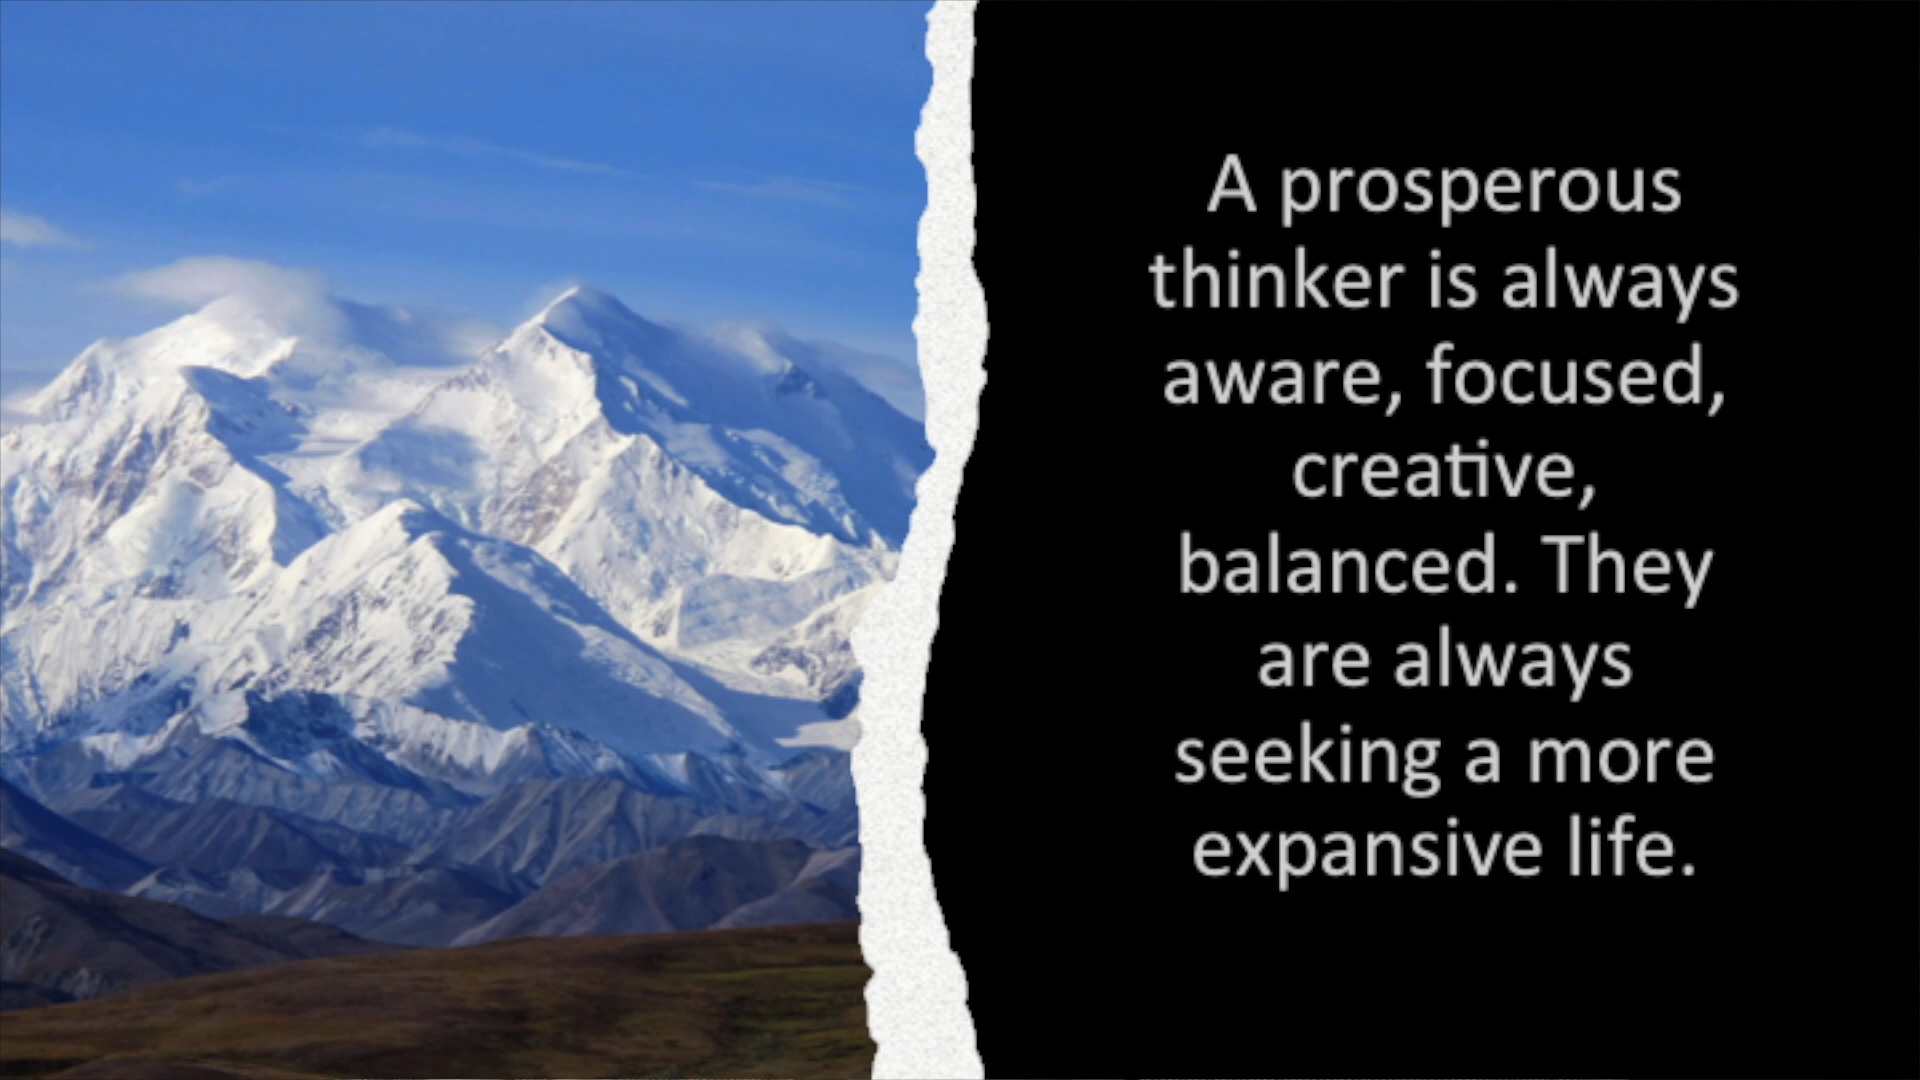 A prosperous
thinker is always
aware, focused,
creative,
balanced. They
are always
seeking a more
expansive life.